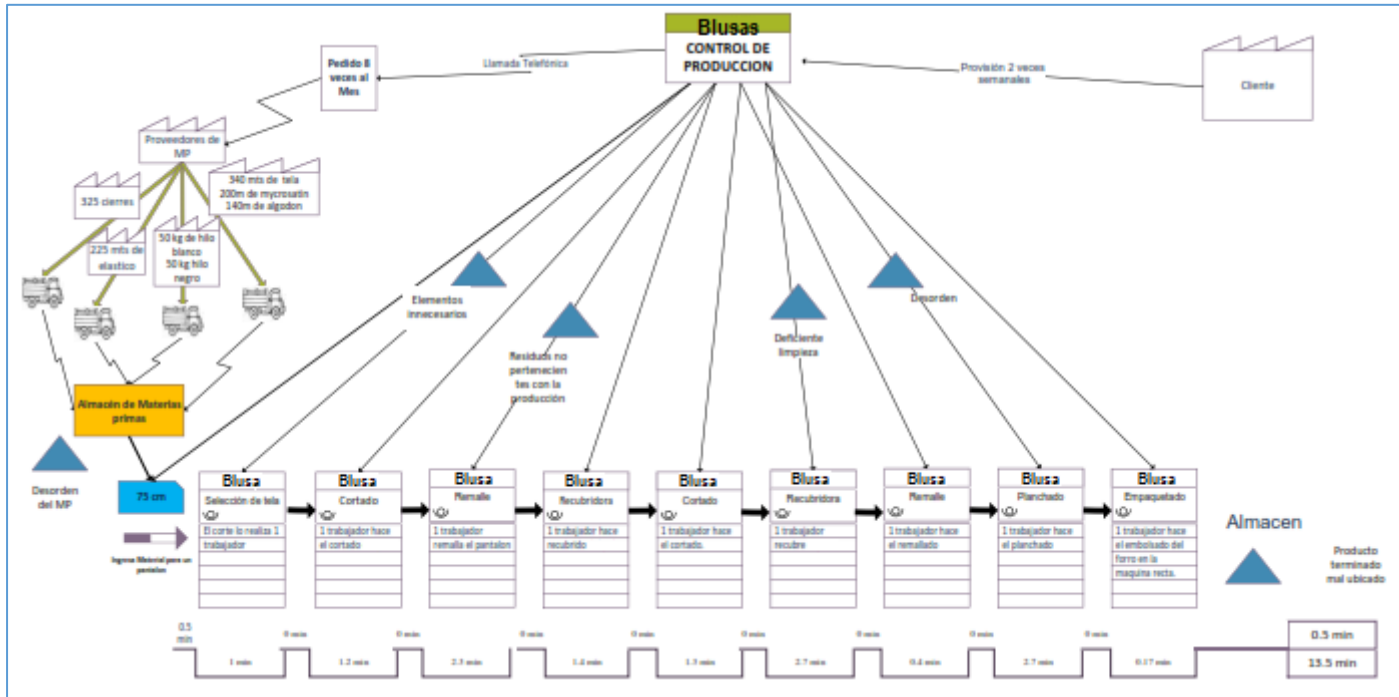 Blusas
CONTROL DE
PRODUCCION
Pedido 8
veces al
Mes
Llamada Telefónica
Provisión 2 veces
semanales
Cliente
Proveedores de
MP
325 cierres
340 mts de tela
200m de mycrosatin
140m de algodon
225 mts de
elastico
50 kg de hilo
blanco
50 kg hilo
negro
Elementos
innecesarios
Residuos no
pertenecien
tes con la
producción
Deficiente
limpieza
Desorden
Almacén de Materias
primas
Desorden
del MP
75 cm
Ingresa Material para un
pantalon
Blusa
Selección de tela
El corte lo realiza 1
trabajador
Blusa
Cortado
1 trabajador hace
el cortado
Blusa
Remalle
1 trabajador
remalla el pantalon
Blusa
Recubridora
1 trabajador hace
recubrido
Blusa
Cortado
1 trabajador hace
el cortado.
Blusa
Recubridora
1 trabajador
recubre
Blusa
Remalle
1 trabajador hace
el remallado
Blusa
Planchado
1 trabajador hace
el planchado
Blusa
Empaquetado
1 trabajador hace
el embolsado del
forro en la
maquina recta.
Almacen
Producto
terminado
mal ubicado
0.5
min
0 min
0 min
0 min
0 min
0 min
0 min
0 min
0 min
0.5 min
1 min
1.2 min
2.3 min
1.4 min
1.3 min
2.7 min
0.4 min
2.7 min
0.17 min
13.5 min